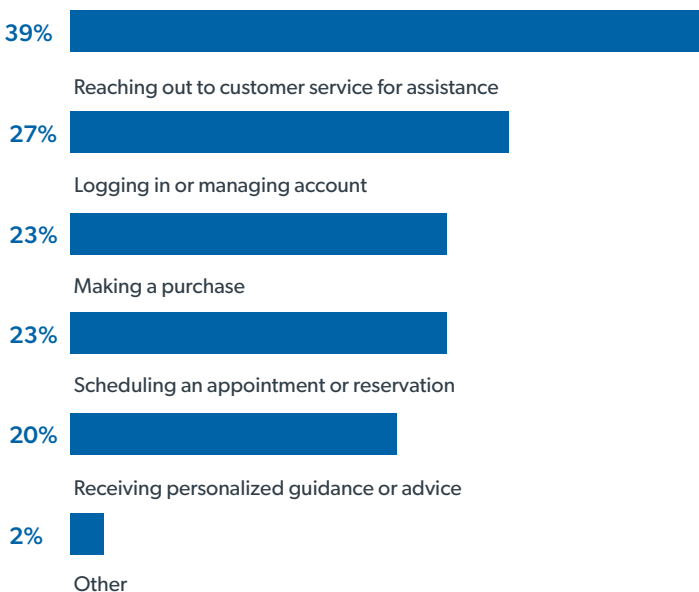 39%
Reaching out to customer service for assistance
27%
Logging in or managing account
23%
Making a purchase
23%
Scheduling an appointment or reservation
20%
Receiving personalized guidance or advice
2%
Other